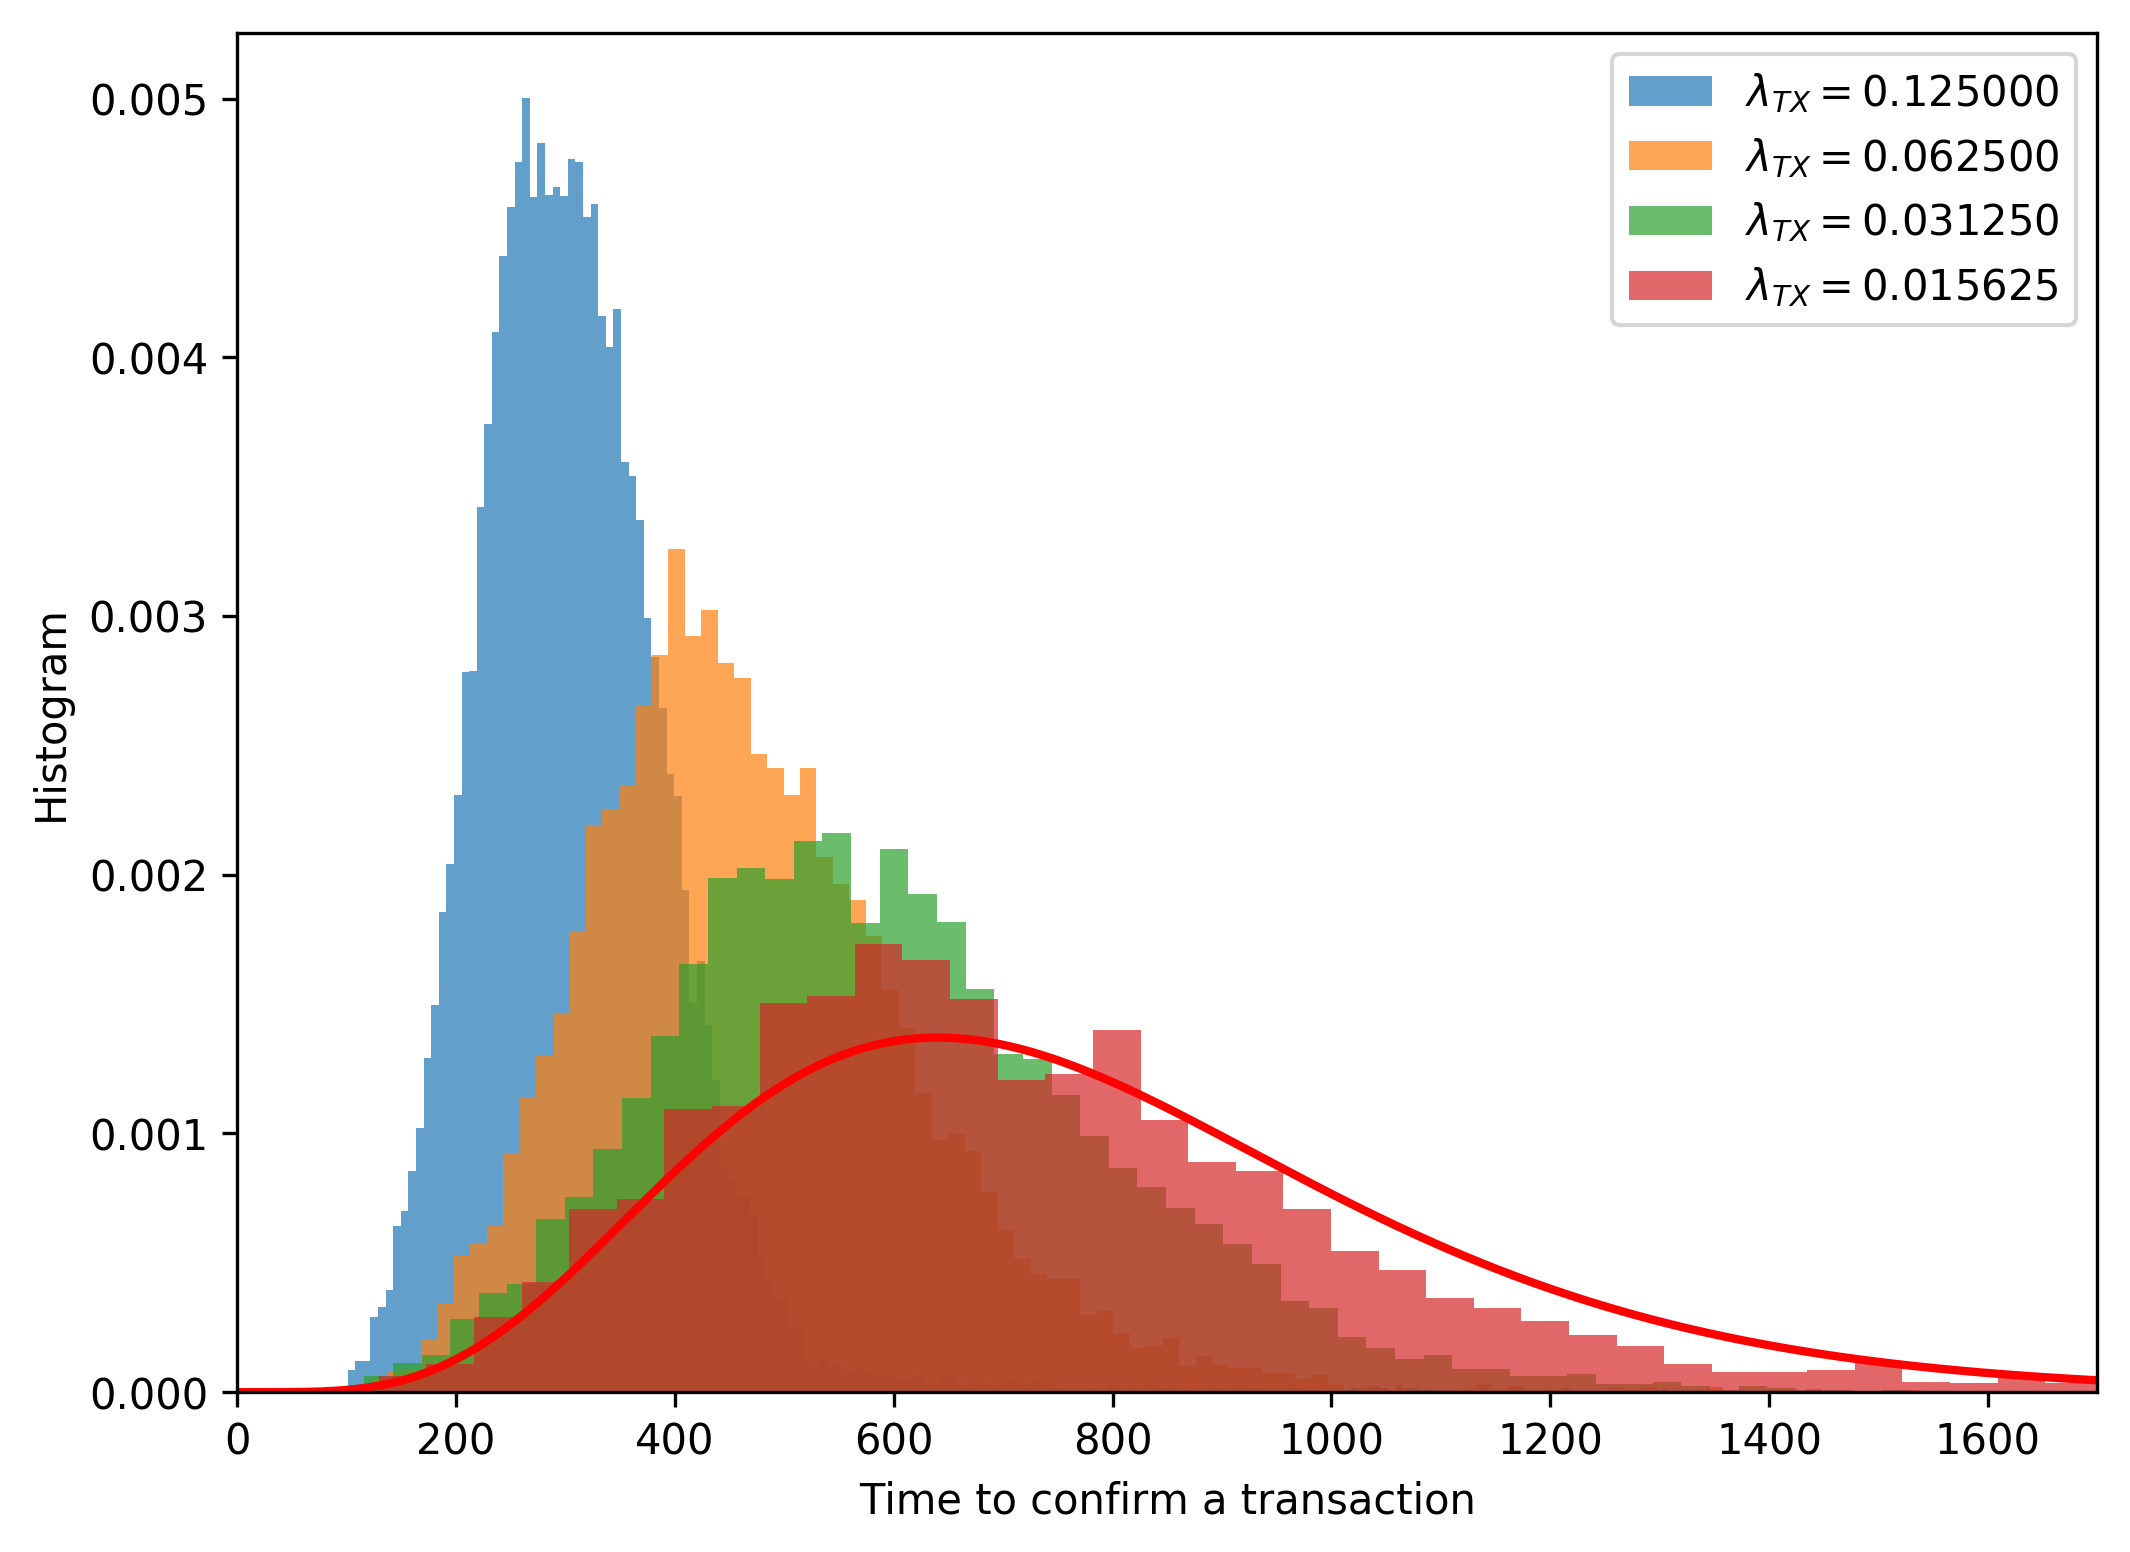 λ_TX = 0.125000
λ_TX = 0.062500
λ_TX = 0.031250
λ_TX = 0.015625
0.005
0.004
0.003
0.002
0.001
0.000
Histogram
0 200 400 600 800 1000 1200 1400 1600
Time to confirm a transaction